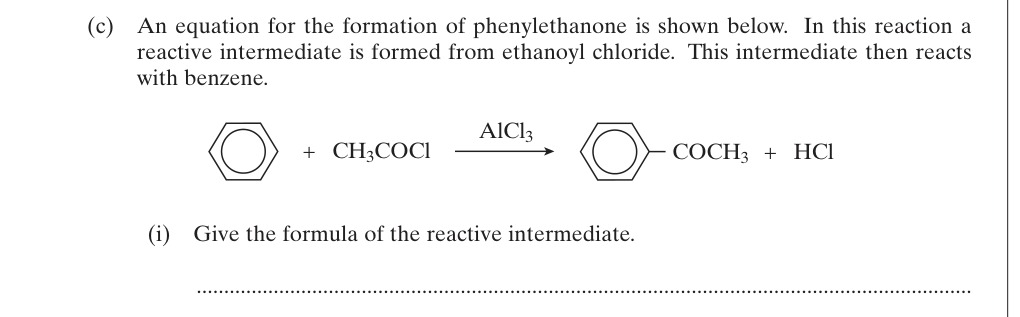 (c) An equation for the formation of phenylethanone is shown below. In this reaction a
reactive intermediate is formed from ethanoyl chloride. This intermediate then reacts
with benzene.
+ CH₃COCl AlCl₃ COCH₃ + HCl
(i) Give the formula of the reactive intermediate.